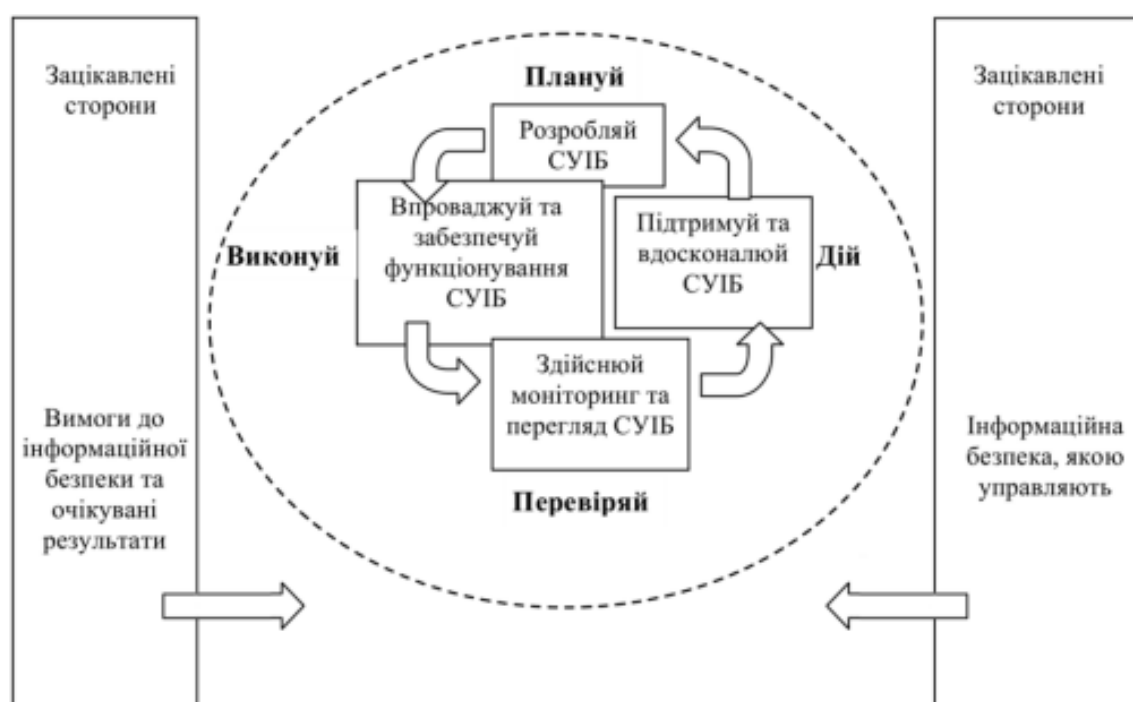 Зацікавлені
сторони
Вимоги до
інформаційної
безпеки та
очікувані
результати
Плануй
Розробляй
СУІБ
Виконуй
Впроваджуй та
забезпечуй
функціонування
СУІБ
Підтримуй та
вдосконалюй
СУІБ
Дій
Здійснюй
моніторинг та
перегляд СУІБ
Перевіряй
Зацікавлені
сторони
Інформаційна
безпека, якою
управляють